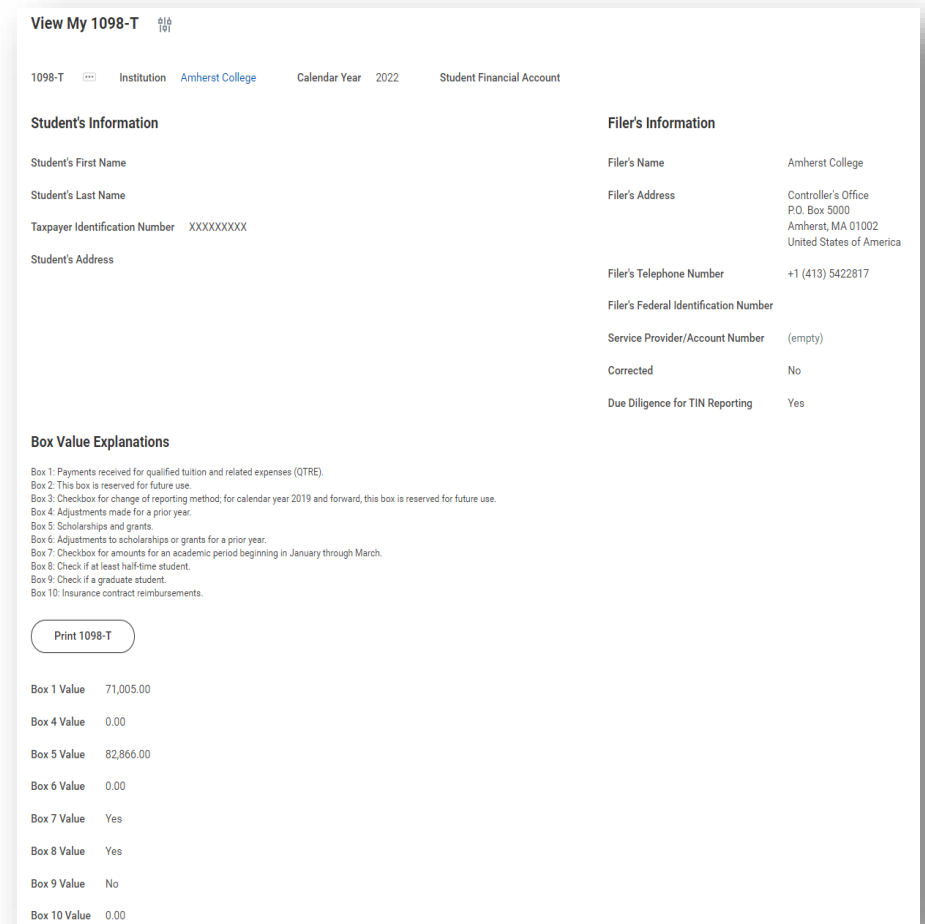 View My 1098-T
1098-T Institution Amherst College Calendar Year 2022 Student Financial Account
Student's Information
Student's First Name
Student's Last Name
Taxpayer Identification Number XXXXXXXXX
Student's Address
Filer's Information
Filer's Name Amherst College
Filer's Address Controller's Office
P.O. Box 5000
Amherst, MA 01002
United States of America
Filer's Telephone Number +1 (413) 5422817
Filer's Federal Identification Number
Service Provider/Account Number (empty)
Corrected No
Due Diligence for TIN Reporting Yes
Box Value Explanations
Box 1: Payments received for qualified tuition and related expenses (QTRE).
Box 2: This box is reserved for future use.
Box 3: Checkbox for change of reporting method; for calendar year 2019 and forward, this box is reserved for future use.
Box 4: Adjustments made for a prior year.
Box 5: Scholarships and grants.
Box 6: Adjustments to scholarships or grants for a prior year.
Box 7: Checkbox for amounts for an academic period beginning in January through March.
Box 8: Check if at least half-time student.
Box 9: Check if a graduate student.
Box 10: Insurance contract reimbursements.
Print 1098-T
Box 1 Value 71,005.00
Box 4 Value 0.00
Box 5 Value 82,866.00
Box 6 Value 0.00
Box 7 Value Yes
Box 8 Value Yes
Box 9 Value No
Box 10 Value 0.00